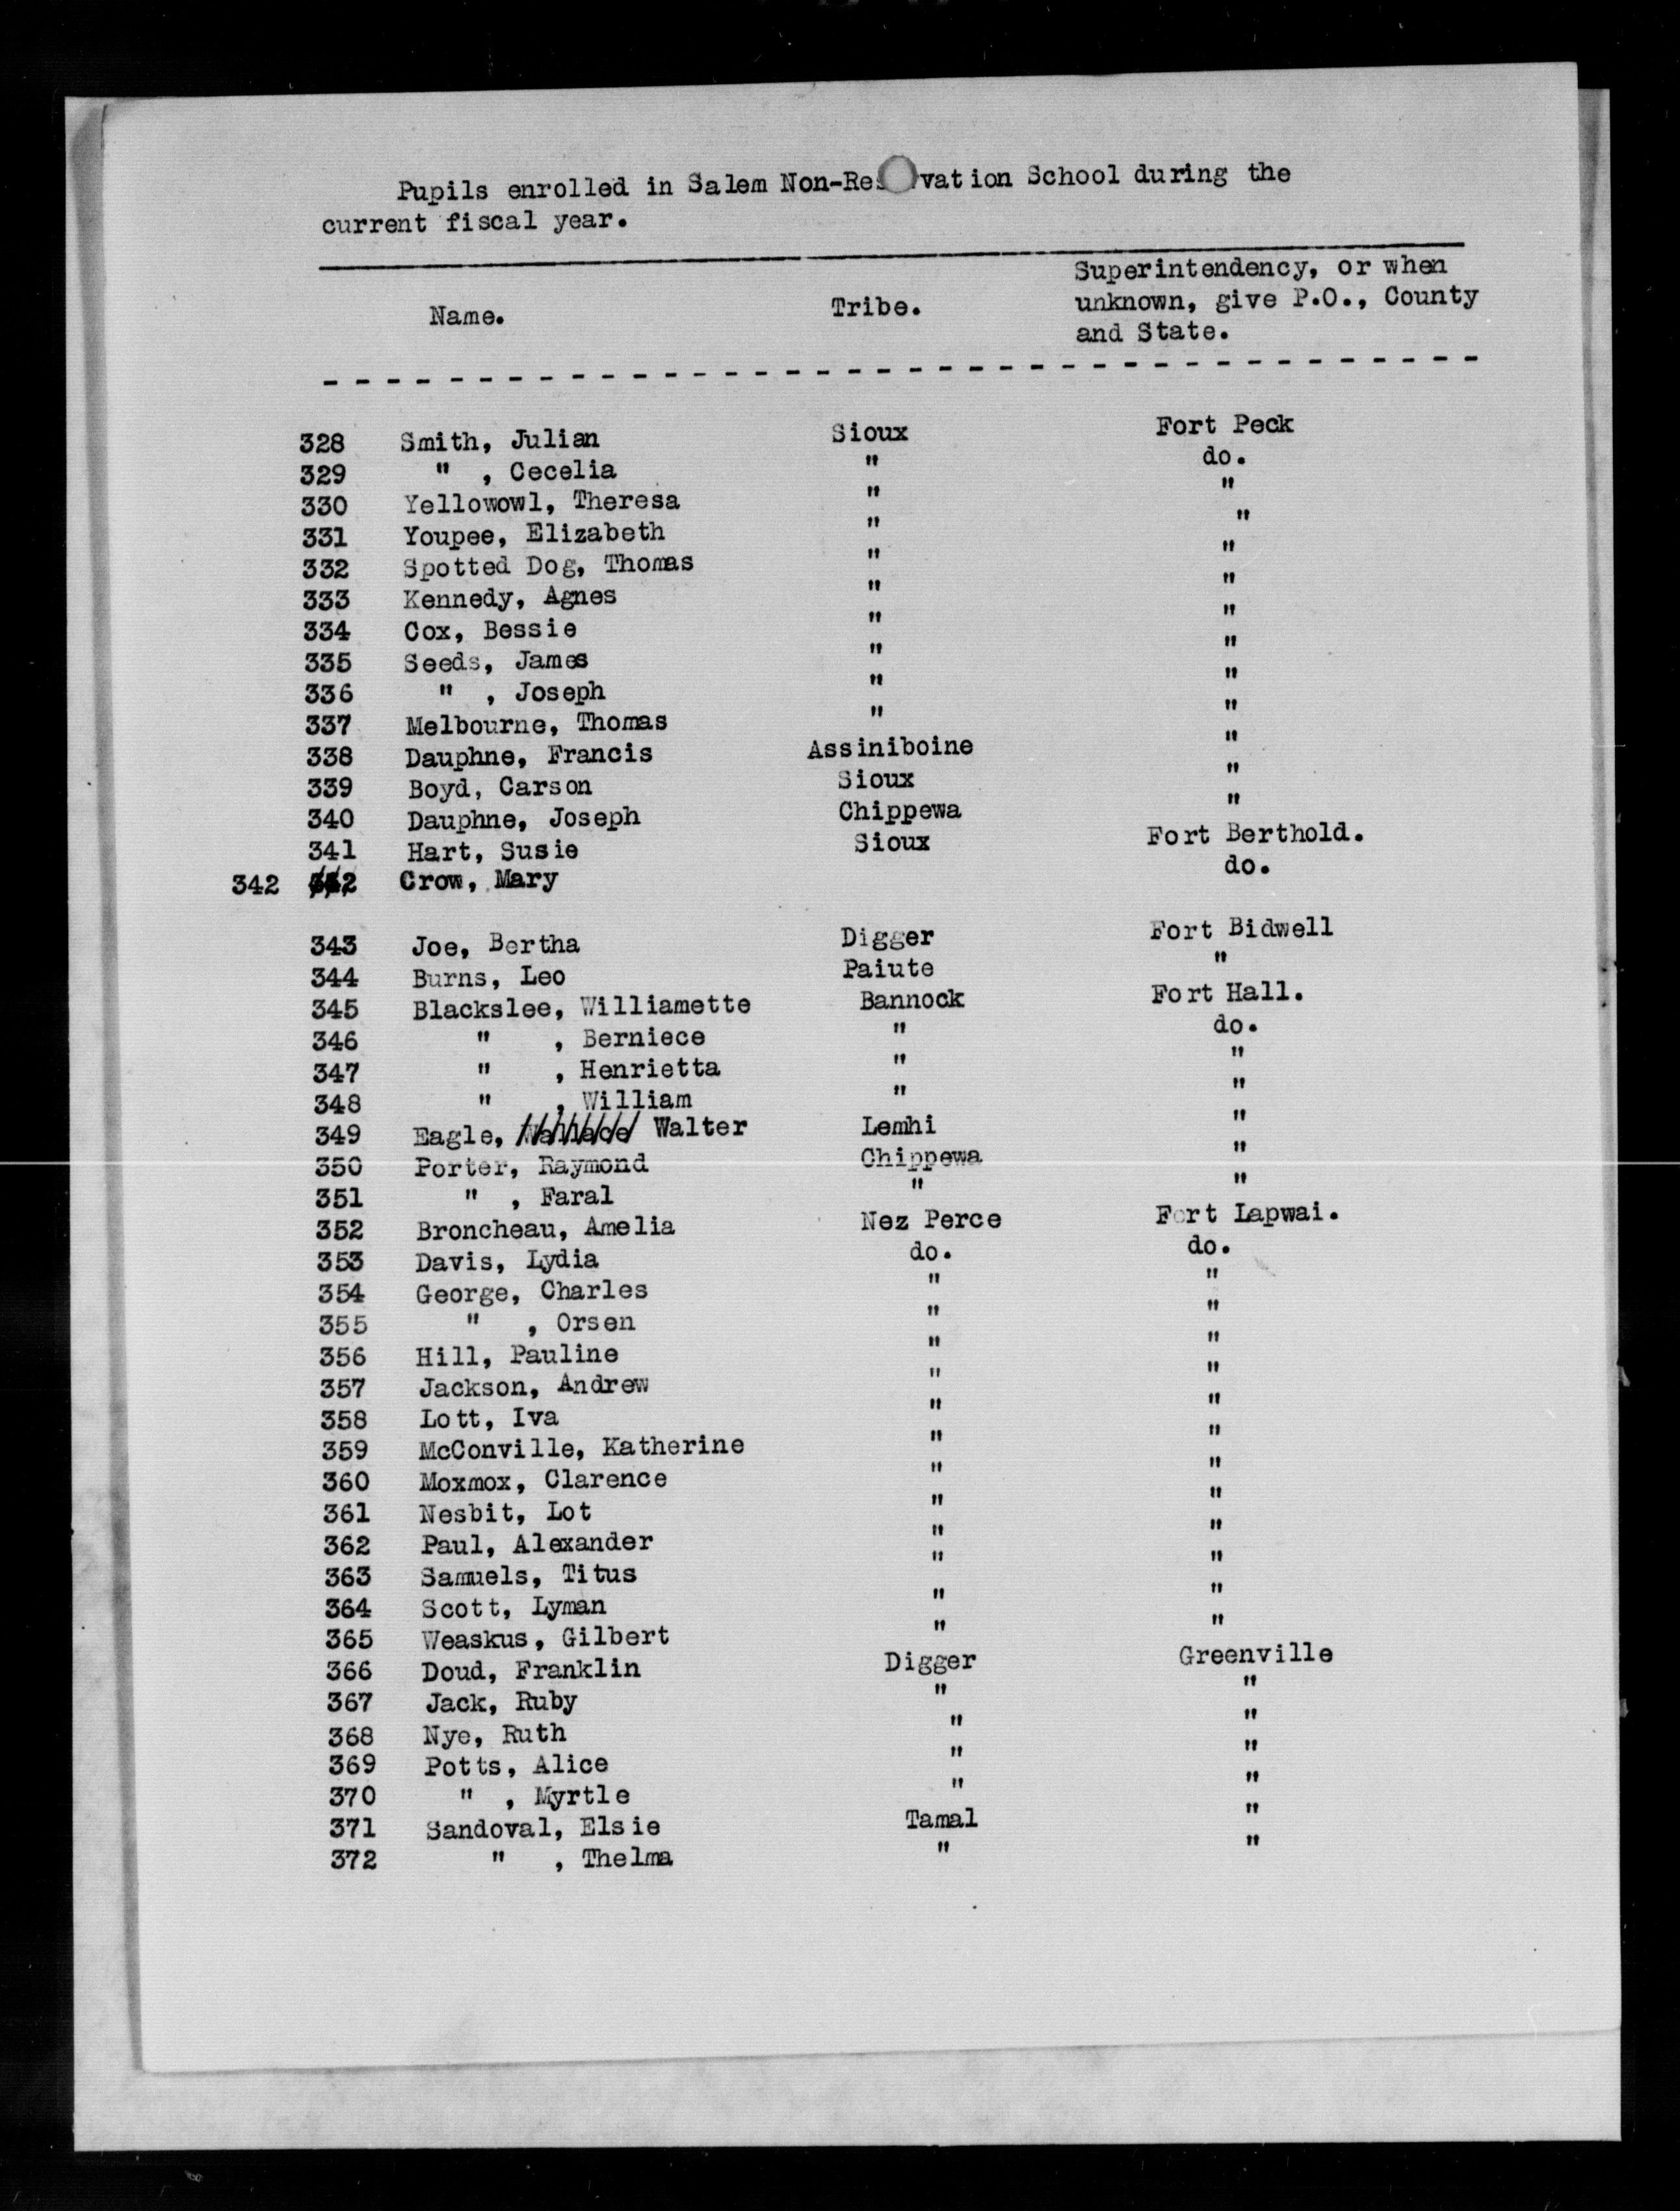 Pupils enrolled in Salem Non-Res vation School during the
current fiscal year.
Name. Tribe. Superintendency, or when
unknown, give P.O., County
and State.
- - - - - - - - - - - - - - - - - - - - - - - - - - - - - - - - - - - - - -
328 Smith, Julian Sioux Fort Peck
329 " , Cecelia " do.
330 Yellowowl, Theresa " "
331 Youpee, Elizabeth " "
332 Spotted Dog, Thomas " "
333 Kennedy, Agnes " "
334 Cox, Bessie " "
335 Seeds, James " "
336 " , Joseph " "
337 Melbourne, Thomas " "
338 Dauphne, Francis Assiniboine "
339 Boyd, Carson Sioux "
340 Dauphne, Joseph Chippewa "
341 Hart, Susie Sioux Fort Berthold.
342 332 Crow, Mary do.
343 Joe, Bertha Digger Fort Bidwell
344 Burns, Leo Paiute "
345 Blackslee, Williamette Bannock Fort Hall.
346 " , Berniece " do.
347 " , Henrietta " "
348 " , William " "
349 Eagle, Wallace Walter Lemhi "
350 Porter, Raymond Chippewa "
351 " , Faral " "
352 Broncheau, Amelia Nez Perce Fort Lapwai.
353 Davis, Lydia do. do.
354 George, Charles " "
355 " , Orsen " "
356 Hill, Pauline " "
357 Jackson, Andrew " "
358 Lott, Iva " "
359 McConville, Katherine " "
360 Moxmox, Clarence " "
361 Nesbit, Lot " "
362 Paul, Alexander " "
363 Samuels, Titus " "
364 Scott, Lyman " "
365 Weaskus, Gilbert " "
366 Doud, Franklin Digger Greenville
367 Jack, Ruby " "
368 Nye, Ruth " "
369 Potts, Alice " "
370 " , Myrtle " "
371 Sandoval, Elsie Tamal "
372 " , Thelma " "